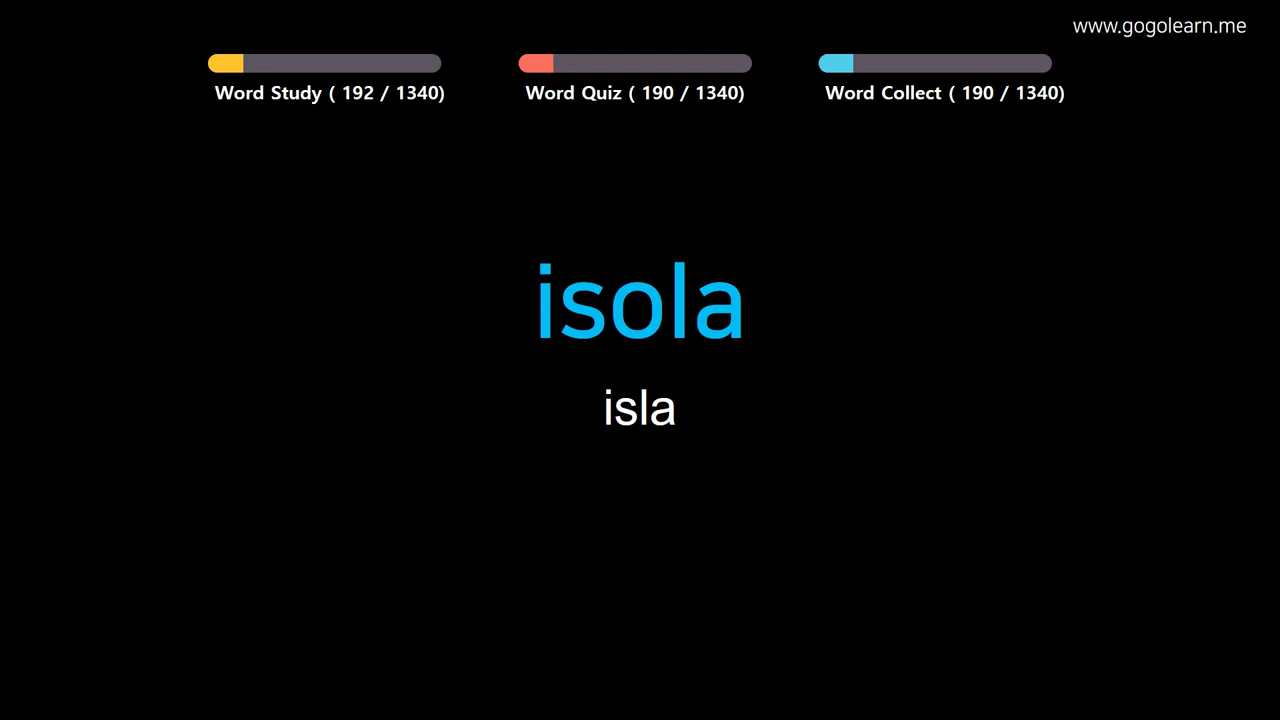 www.gogolearn.me
Word Study ( 192 / 1340)
Word Quiz ( 190 / 1340)
Word Collect ( 190 / 1340)
isola
isla